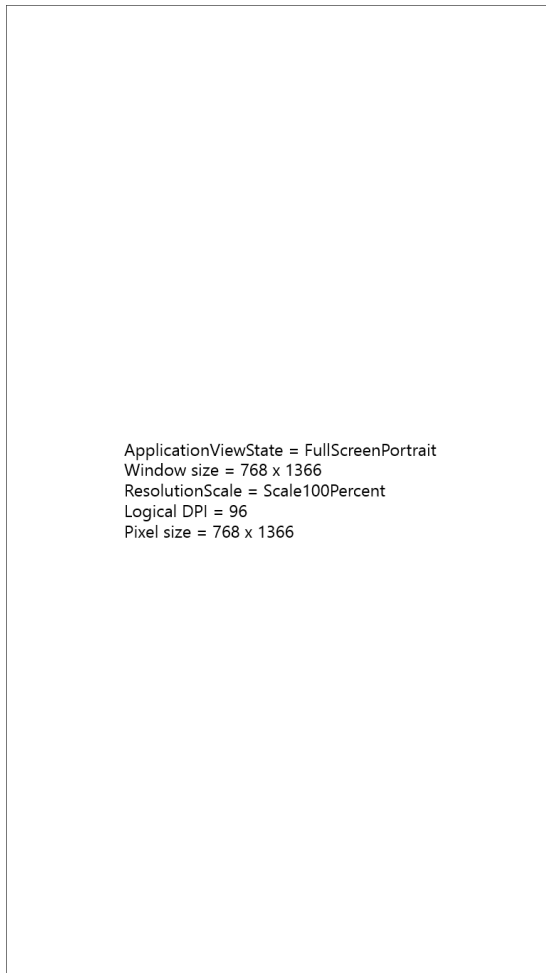 ApplicationViewState = FullScreenPortrait
Window size = 768 x 1366
ResolutionScale = Scale100Percent
Logical DPI = 96
Pixel size = 768 x 1366